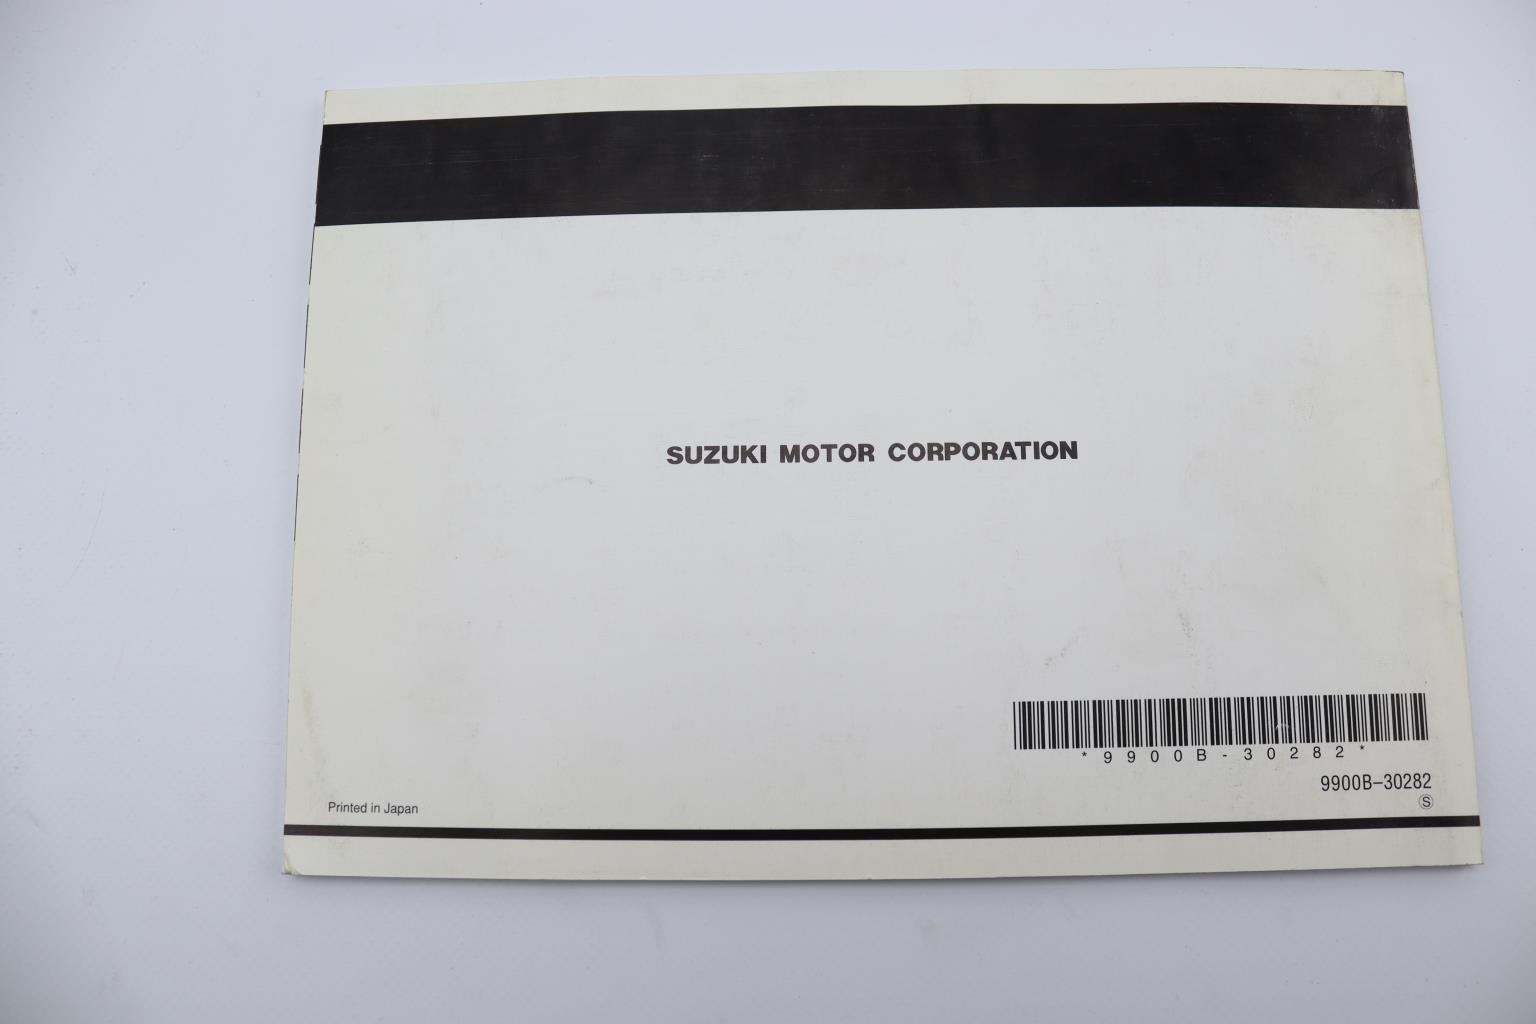 SUZUKI MOTOR CORPORATION
*9900B-30282*
9900B-30282
Ⓢ
Printed in Japan